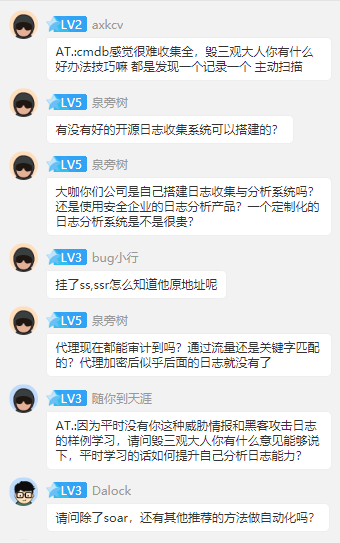 LV2 axkcv
AT.:cmdb感觉很难收集全，毁三观大人你有什么
好办法技巧嘛 都是发现一个记录一个 主动扫描
LV5 泉旁树
有没有好的开源日志收集系统可以搭建的？
LV5 泉旁树
大咖你们公司是自己搭建日志收集与分析系统吗？
还是使用安全企业的日志分析产品？一个定制化的
日志分析系统是不是很贵？
LV3 bug小行
挂了ss,ssr怎么知道他原地址呢
LV5 泉旁树
代理现在都能审计到吗？通过流量还是关键字匹配
的？代理加密后似乎后面的日志就没有了
LV3 随你到天涯
AT.:因为平时没有你这种威胁情报和黑客攻击日志
的样例学习，请问毁三观大人你有什么意见能够说
下，平时学习的话如何提升自己分析日志能力？
LV3 Dalock
请问除了soar，还有其他推荐的方法做自动化吗？